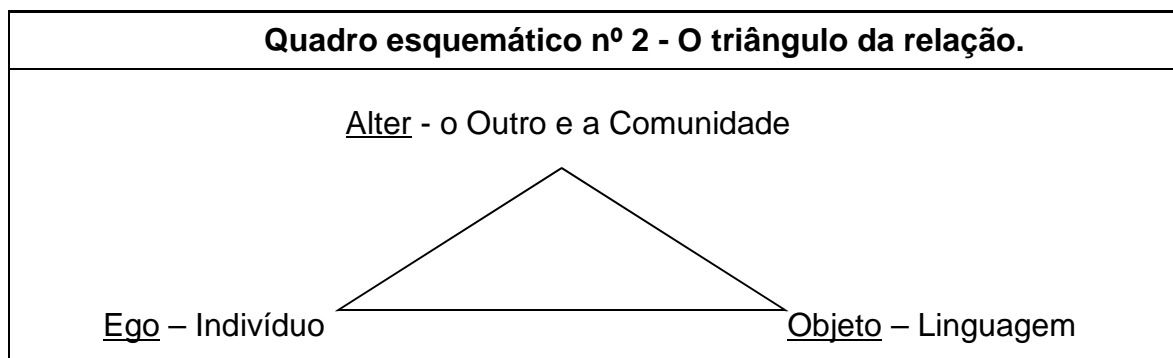 Quadro esquemático nº 2 - O triângulo da relação.
Alter - o Outro e a Comunidade
Ego – Indivíduo
Objeto – Linguagem